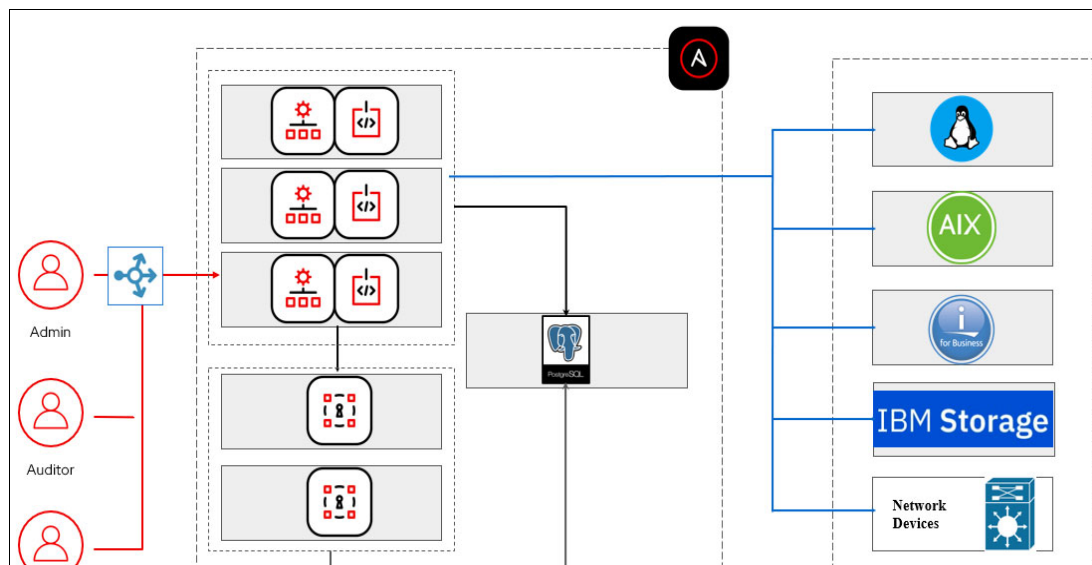 </>
</>
</>
Admin
Auditor
PostgreSQL
AIX
i
for Business
IBM Storage
Network
Devices